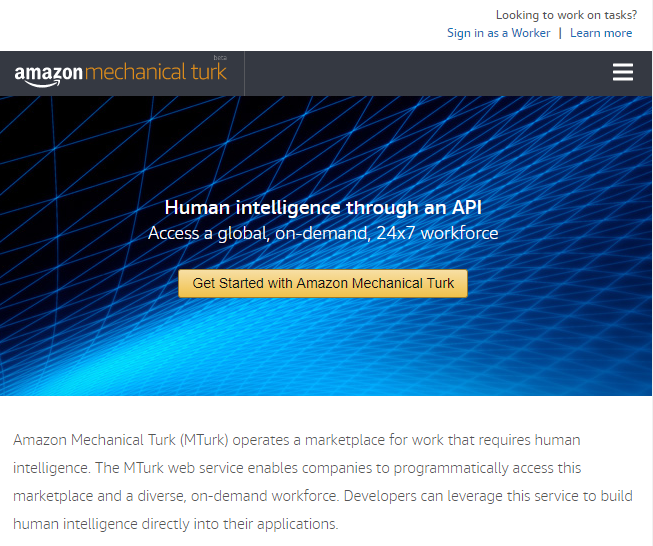 Looking to work on tasks?
Sign in as a Worker | Learn more
beta
amazon mechanical turk
Human intelligence through an API
Access a global, on-demand, 24x7 workforce
Get Started with Amazon Mechanical Turk
Amazon Mechanical Turk (MTurk) operates a marketplace for work that requires human
intelligence. The MTurk web service enables companies to programmatically access this
marketplace and a diverse, on-demand workforce. Developers can leverage this service to build
human intelligence directly into their applications.